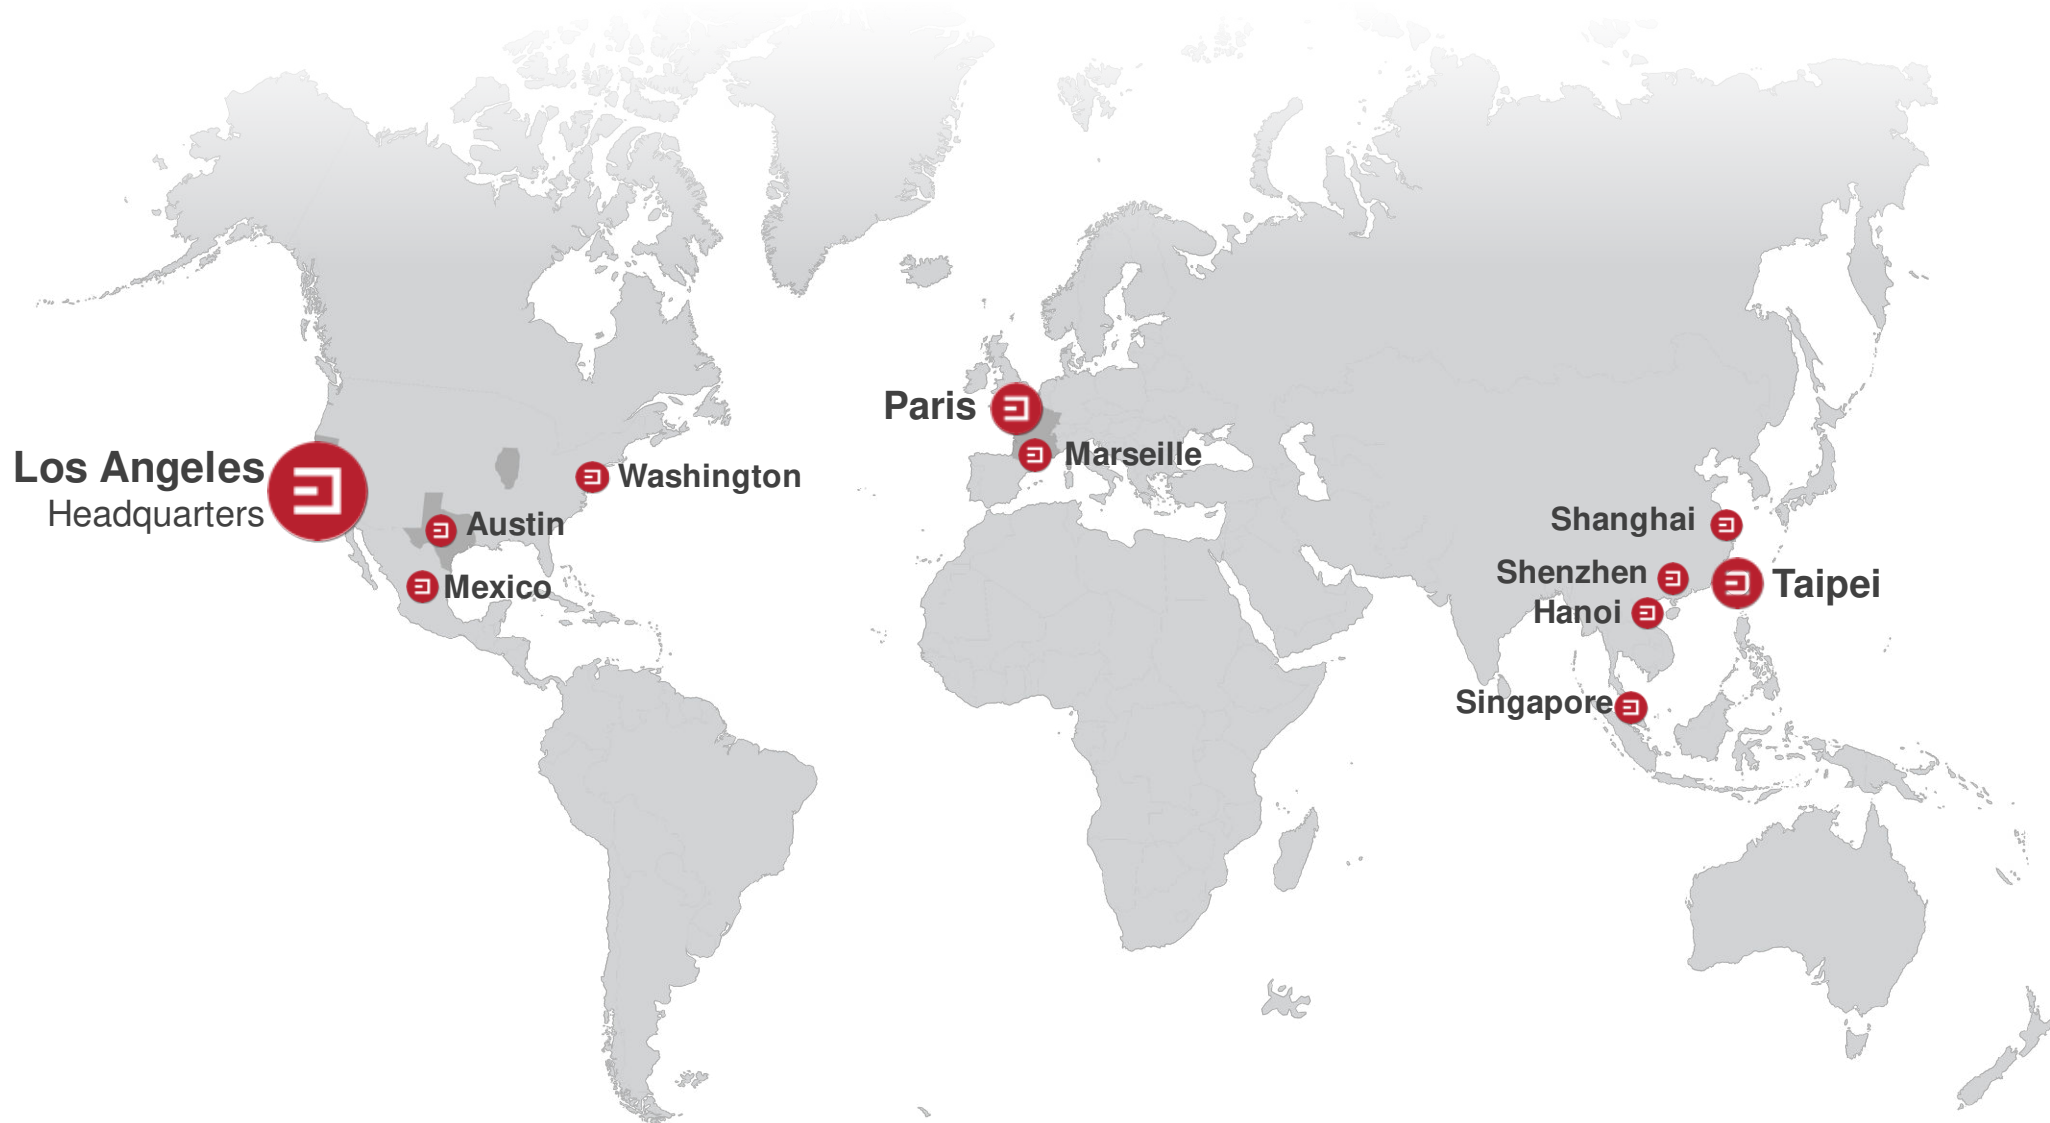 Los Angeles
Headquarters
Washington
Austin
Mexico
Paris
Marseille
Shanghai
Shenzhen
Taipei
Hanoi
Singapore